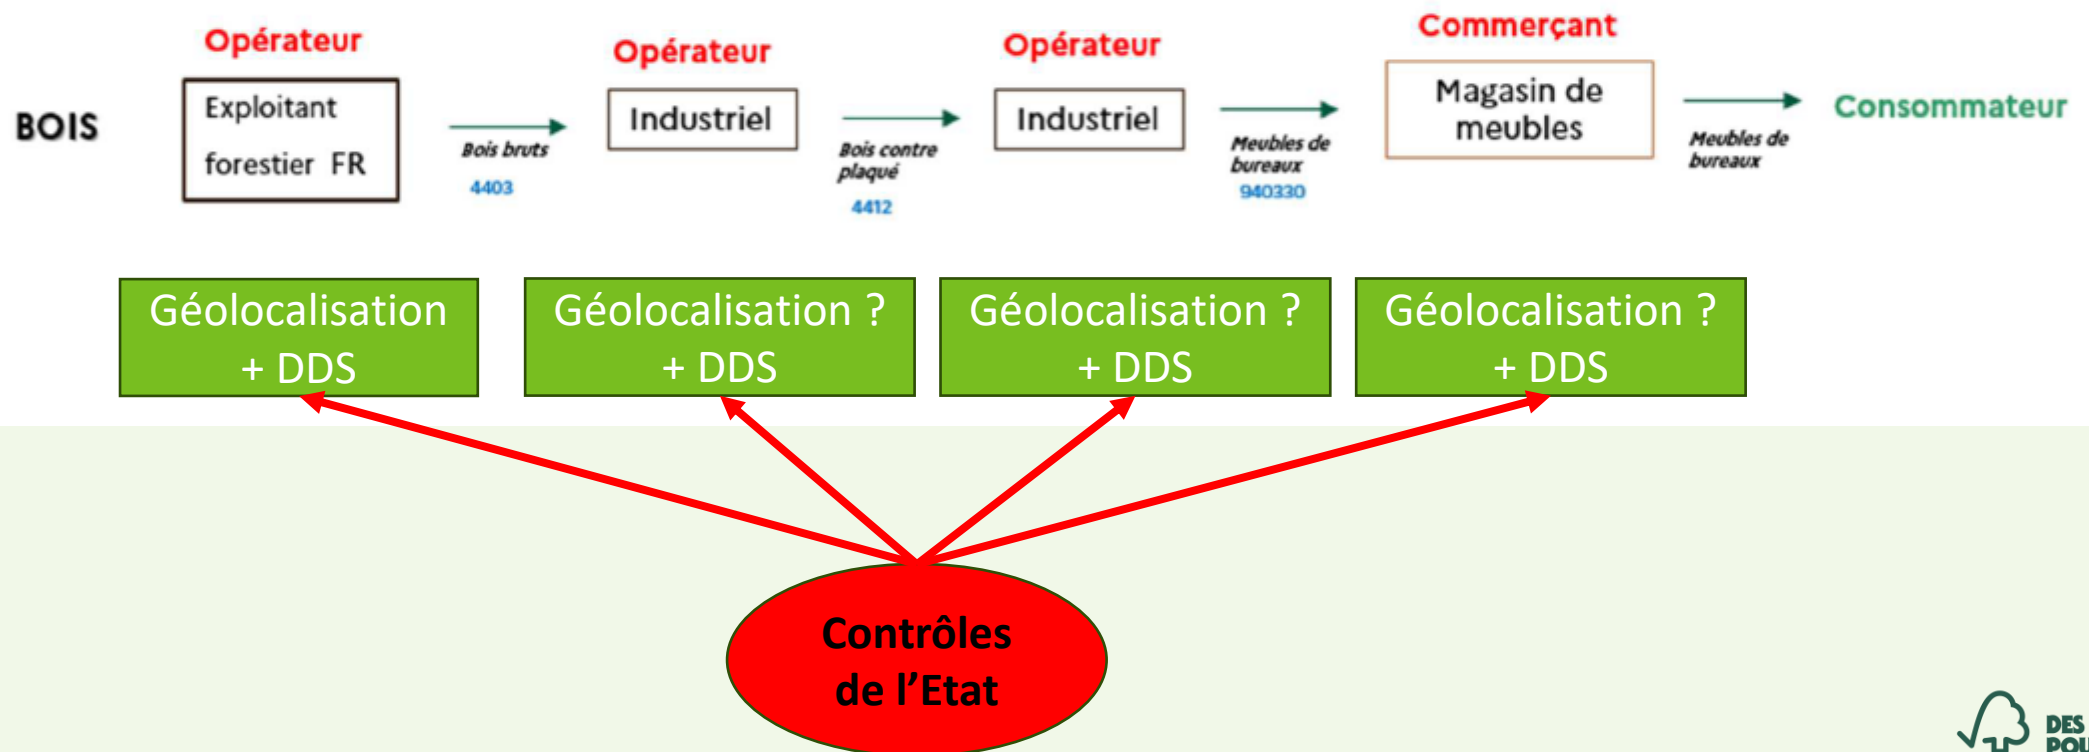 BOIS
Opérateur
Exploitant
forestier FR
Bois bruts
4403
Opérateur
Industriel
Bois contre
plaqué
4412
Opérateur
Industriel
Meubles de
bureaux
940330
Commerçant
Magasin de
meubles
Meubles de
bureaux
Consommateur
Géolocalisation
+ DDS
Géolocalisation ?
+ DDS
Géolocalisation ?
+ DDS
Géolocalisation ?
+ DDS
Contrôles
de l’Etat
DES